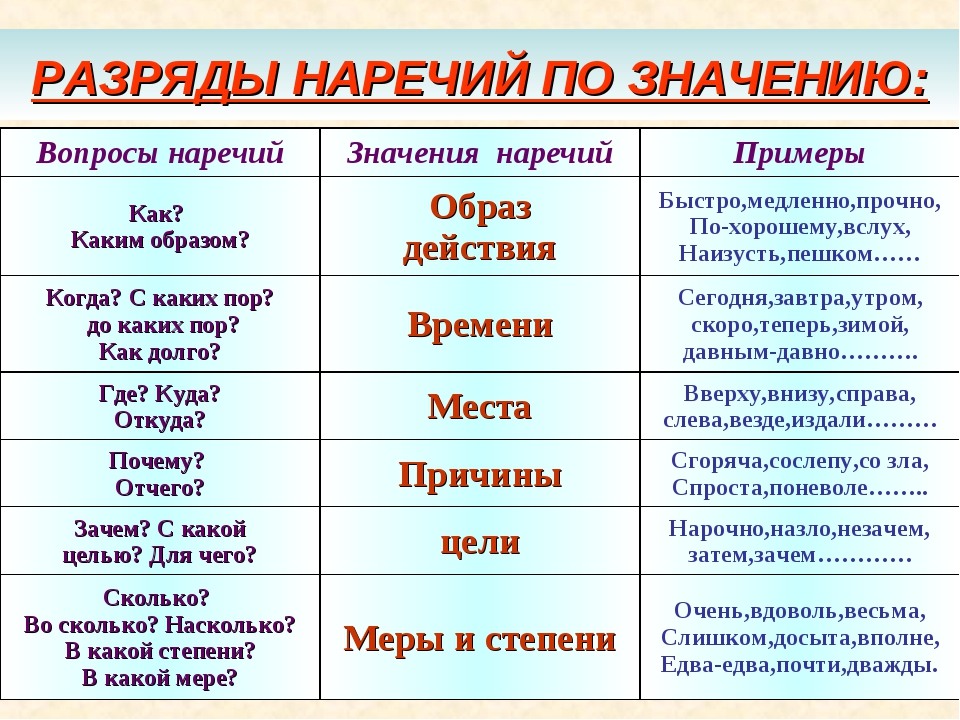 РАЗРЯДЫ НАРЕЧИЙ ПО ЗНАЧЕНИЮ:
Вопросы наречий
Значения наречий
Примеры
Как?
Каким образом?
Образ
действия
Быстро,медленно,прочно,
По-хорошему,вслух,
Наизусть,пешком……
Когда? С каких пор?
до каких пор?
Как долго?
Времени
Сегодня,завтра,утром,
скоро,теперь,зимой,
давным-давно……….
Где? Куда?
Откуда?
Места
Вверху,внизу,справа,
слева,везде,издали………
Почему?
Отчего?
Причины
Сгоряча,сослепу,со зла,
Спроста,поневоле……..
Зачем? С какой
целью? Для чего?
цели
Нарочно,назло,незачем,
затем,зачем…………
Сколько?
Во сколько? Насколько?
В какой степени?
В какой мере?
Меры и степени
Очень,вдоволь,весьма,
Слишком,досыта,вполне,
Едва-едва,почти,дважды.